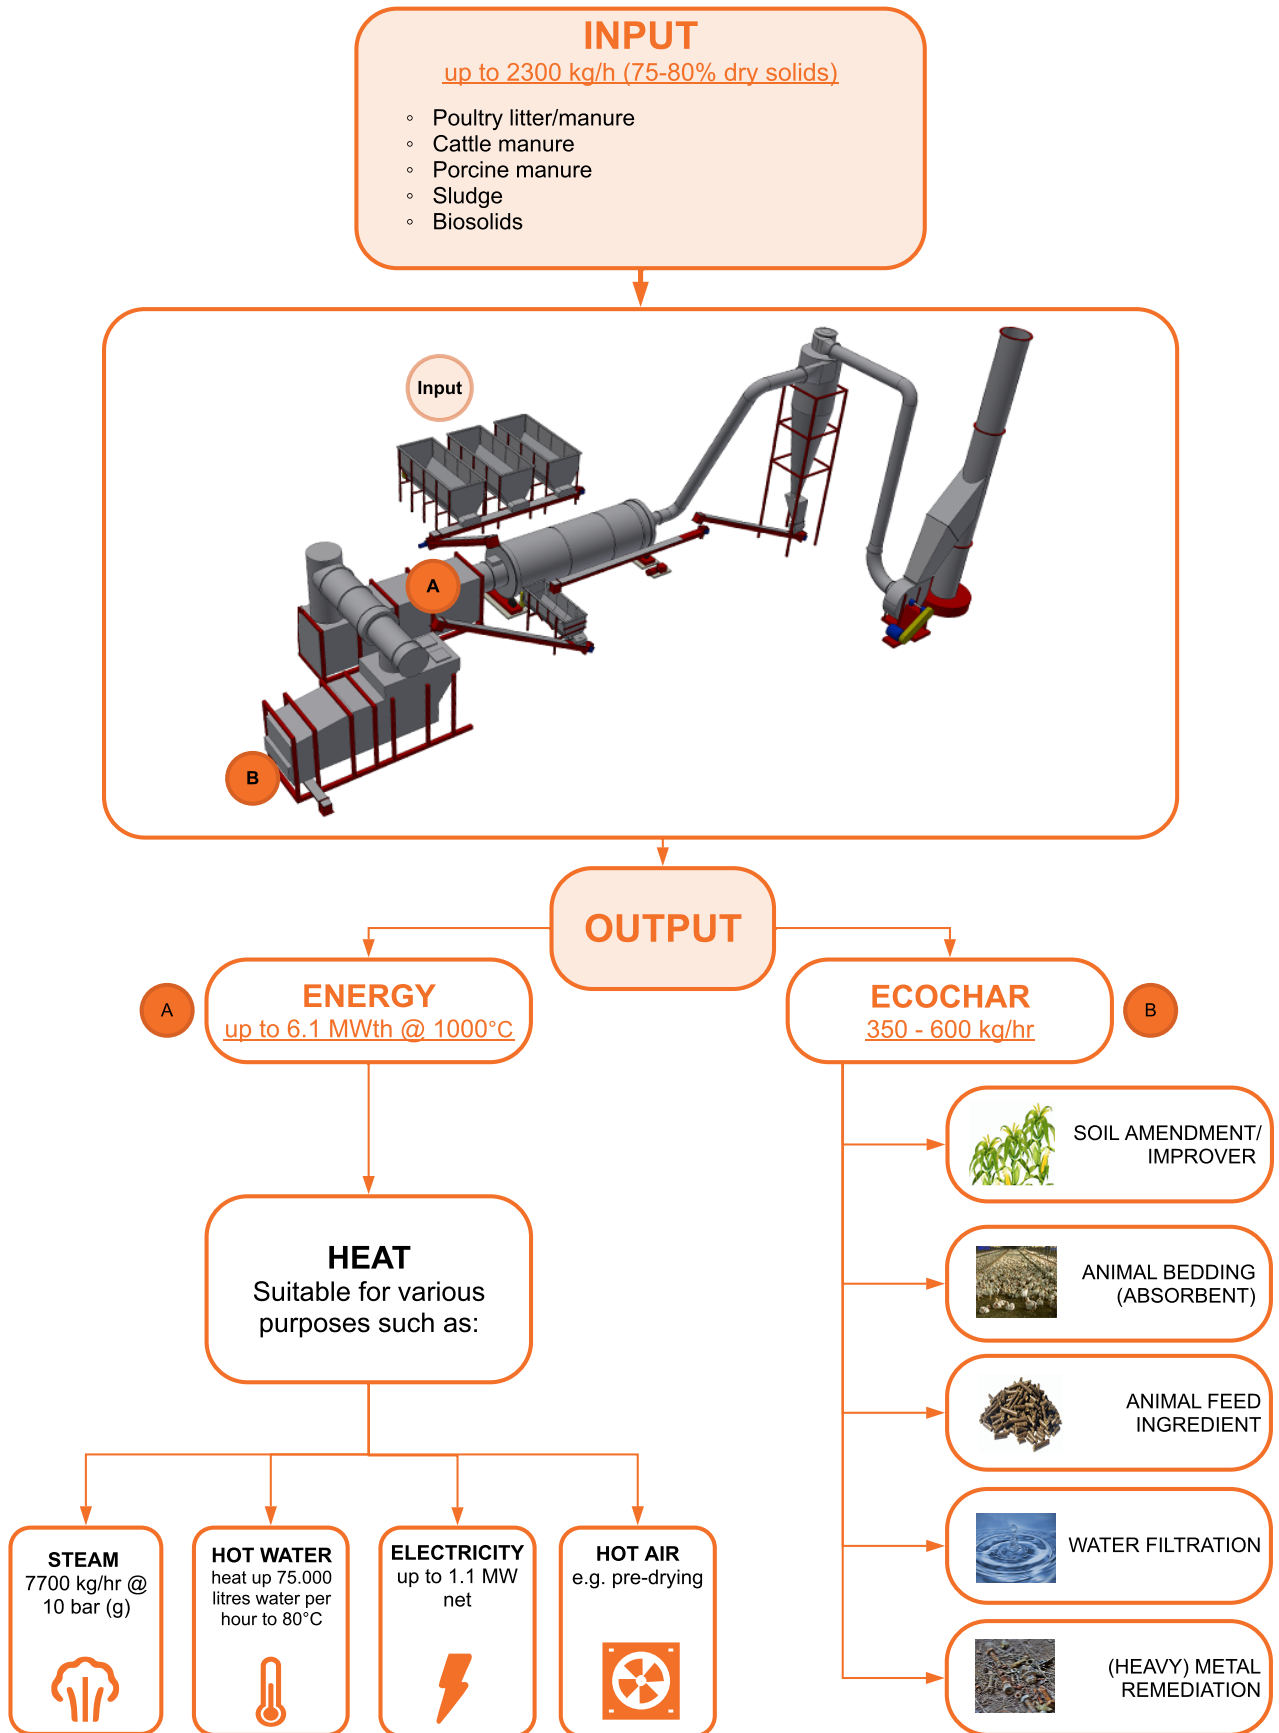 INPUT
up to 2300 kg/h (75-80% dry solids)
◦ Poultry litter/manure
◦ Cattle manure
◦ Porcine manure
◦ Sludge
◦ Biosolids
Input
A
B
OUTPUT
A
ENERGY
up to 6.1 MWth @ 1000°C
ECOCHAR
350 - 600 kg/hr
B
SOIL AMENDMENT/
IMPROVER
ANIMAL BEDDING
(ABSORBENT)
ANIMAL FEED
INGREDIENT
WATER FILTRATION
(HEAVY) METAL
REMEDIATION
HEAT
Suitable for various
purposes such as:
STEAM
7700 kg/hr @
10 bar (g)
HOT WATER
heat up 75.000
litres water per
hour to 80°C
ELECTRICITY
up to 1.1 MW
net
HOT AIR
e.g. pre-drying